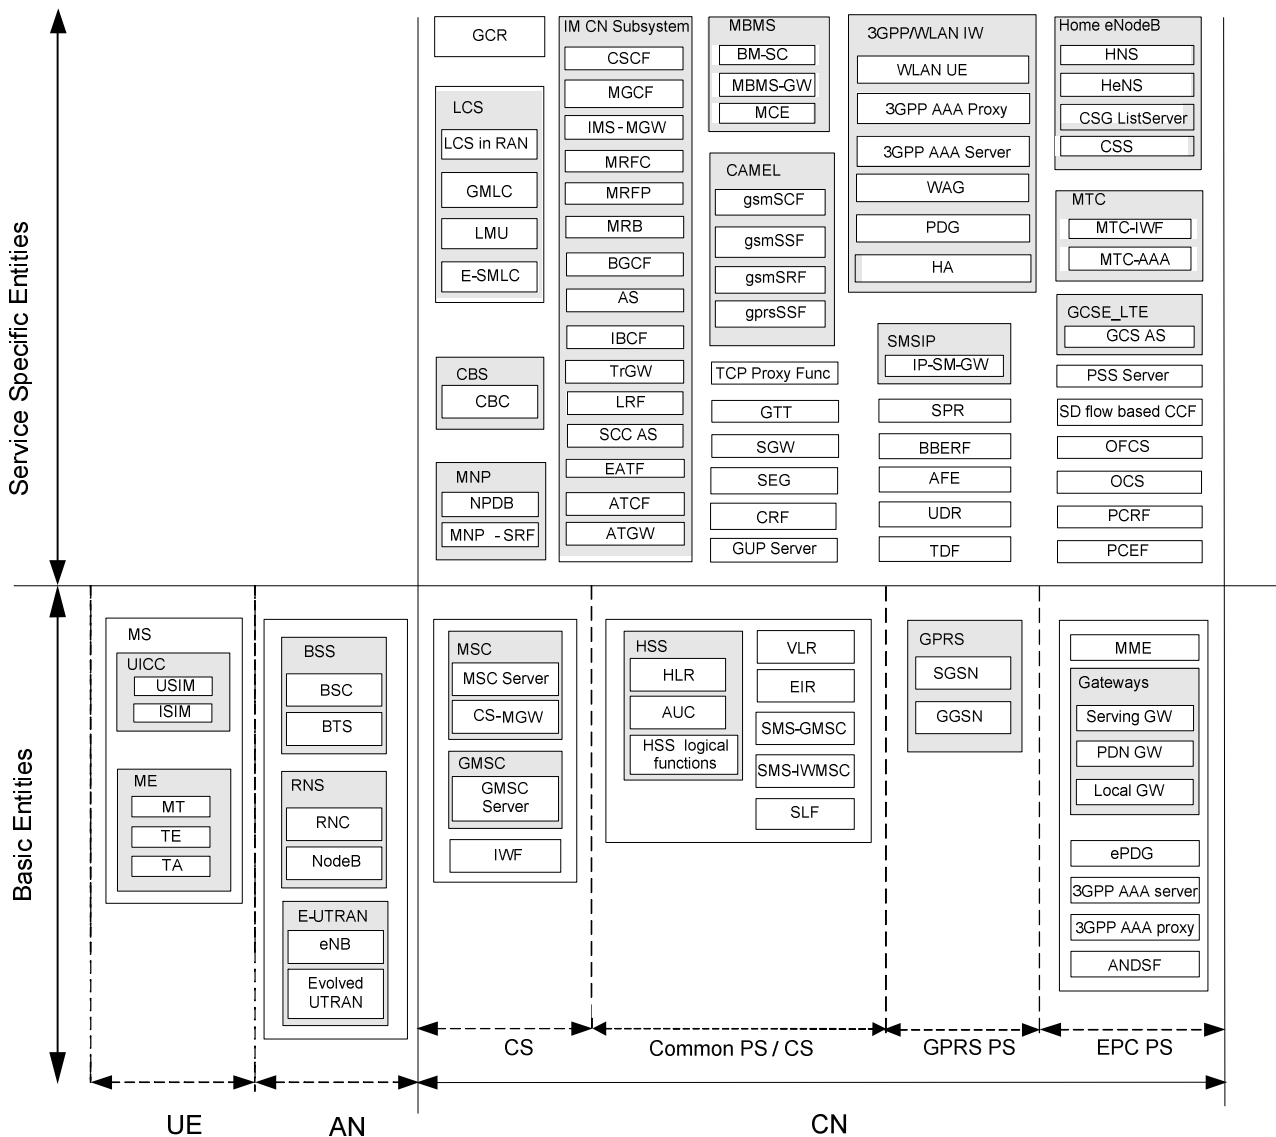 Service Specific Entities
GCR
LCS
LCS in RAN
GMLC
LMU
E-SMLC
CBS
CBC
MNP
NPDB
MNP - SRF
IM CN Subsystem
CSCF
MGCF
IMS-MGW
MRFC
MRFP
MRB
BGCF
AS
IBCF
TrGW
LRF
SCC AS
EATF
ATCF
ATGW
MBMS
BM-SC
MBMS-GW
MCE
CAMEL
gsmSCF
gsmSSF
gsmSRF
gprsSSF
TCP Proxy Func
GTT
SGW
SEG
CRF
GUP Server
3GPP/WLAN IW
WLAN UE
3GPP AAA Proxy
3GPP AAA Server
WAG
PDG
HA
SMSIP
IP-SM-GW
SPR
BBERF
AFE
UDR
TDF
Home eNodeB
HNS
HeNS
CSG ListServer
CSS
MTC
MTC-IWF
MTC-AAA
GCSE_LTE
GCS AS
PSS Server
SD flow based CCF
OFCS
OCS
PCRF
PCEF
Basic Entities
MS
UICC
USIM
ISIM
ME
MT
TE
TA
BSS
BSC
BTS
RNS
RNC
NodeB
E-UTRAN
eNB
Evolved
UTRAN
MSC
MSC Server
CS-MGW
GMSC
GMSC
Server
IWF
HSS
HLR
AUC
HSS logical
functions
VLR
EIR
SMS-GMSC
SMS-IWMSC
SLF
GPRS
SGSN
GGSN
MME
Gateways
Serving GW
PDN GW
Local GW
ePDG
3GPP AAA server
3GPP AAA proxy
ANDSF
CS
Common PS / CS
GPRS PS
EPC PS
UE
AN
CN